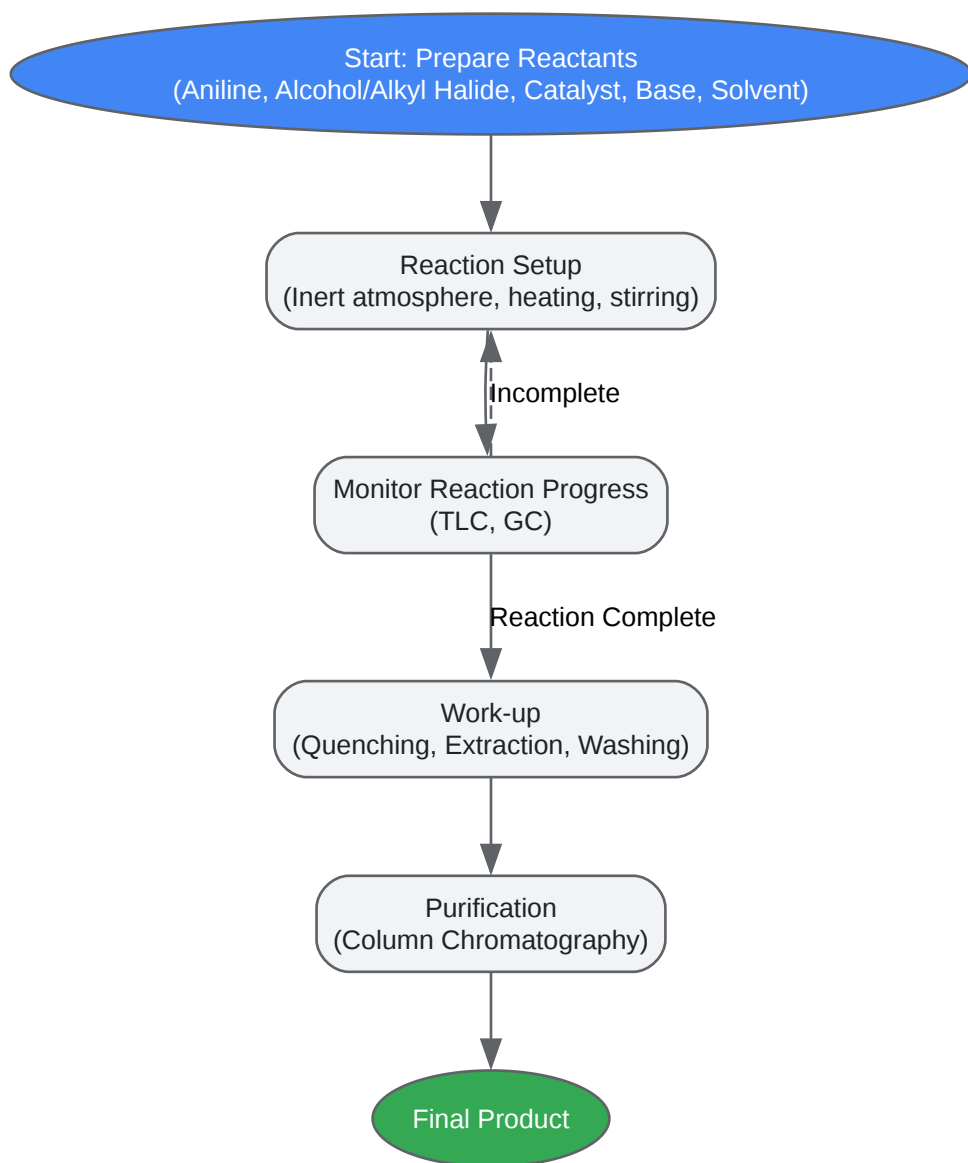 Start: Prepare Reactants
(Aniline, Alcohol/Alkyl Halide, Catalyst, Base, Solvent)
Reaction Setup
(Inert atmosphere, heating, stirring)
Incomplete
Monitor Reaction Progress
(TLC, GC)
Reaction Complete
Work-up
(Quenching, Extraction, Washing)
Purification
(Column Chromatography)
Final Product